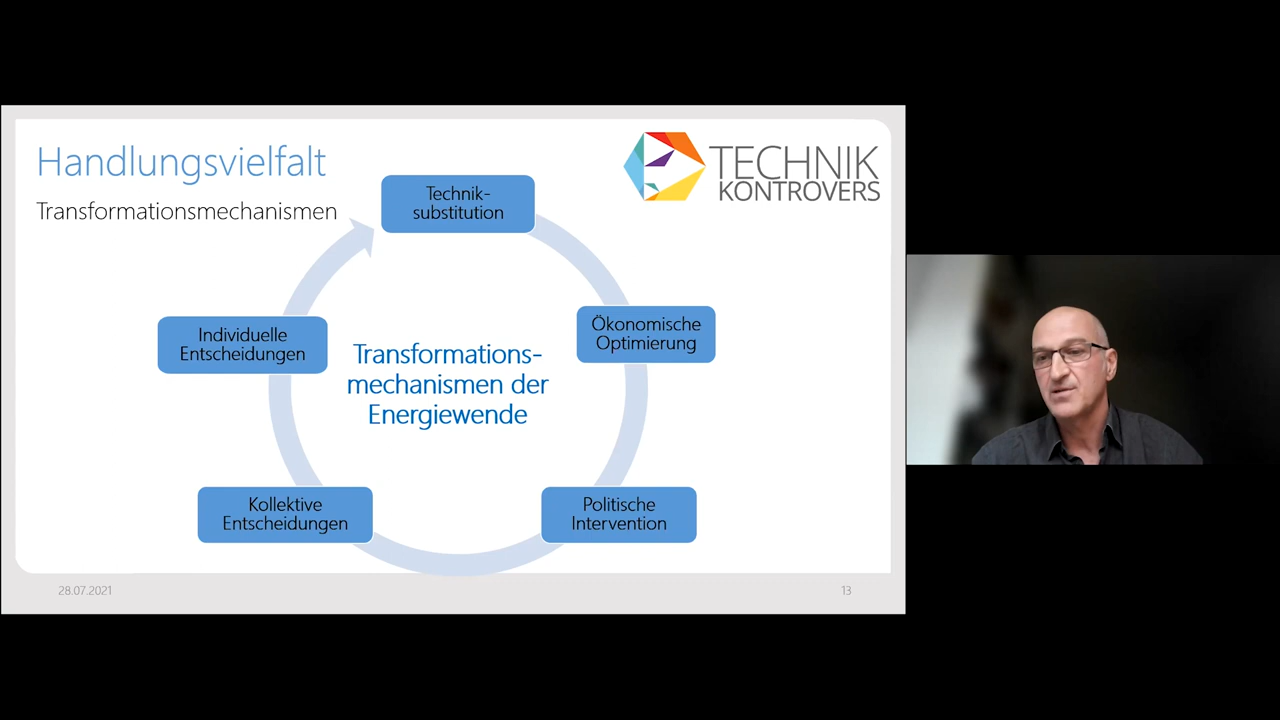 Handlungsvielfalt
Transformationsmechanismen
TECHNIK
KONTROVERS
Technik-
substitution
Ökonomische
Optimierung
Politische
Intervention
Kollektive
Entscheidungen
Individuelle
Entscheidungen
Transformations-
mechanismen der
Energiewende
28.07.2021
13